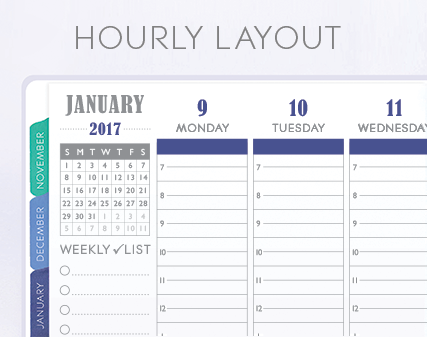 HOURLY LAYOUT
JANUARY
2017
S M T W T F S
1 2 3 4 5 6 7
8 9 10 11 12 13 14
15 16 17 18 19 20 21
22 23 24 25 26 27 28
29 30 31 1 2 3 4
5 6 7 8 9 10 11
WEEKLY ✓LIST
9
MONDAY
7
8
9
10
11
12
10
TUESDAY
7
8
9
10
11
12
11
WEDNESDAY
7
8
9
10
11
12
NOVEMBER
DECEMBER
JANUARY